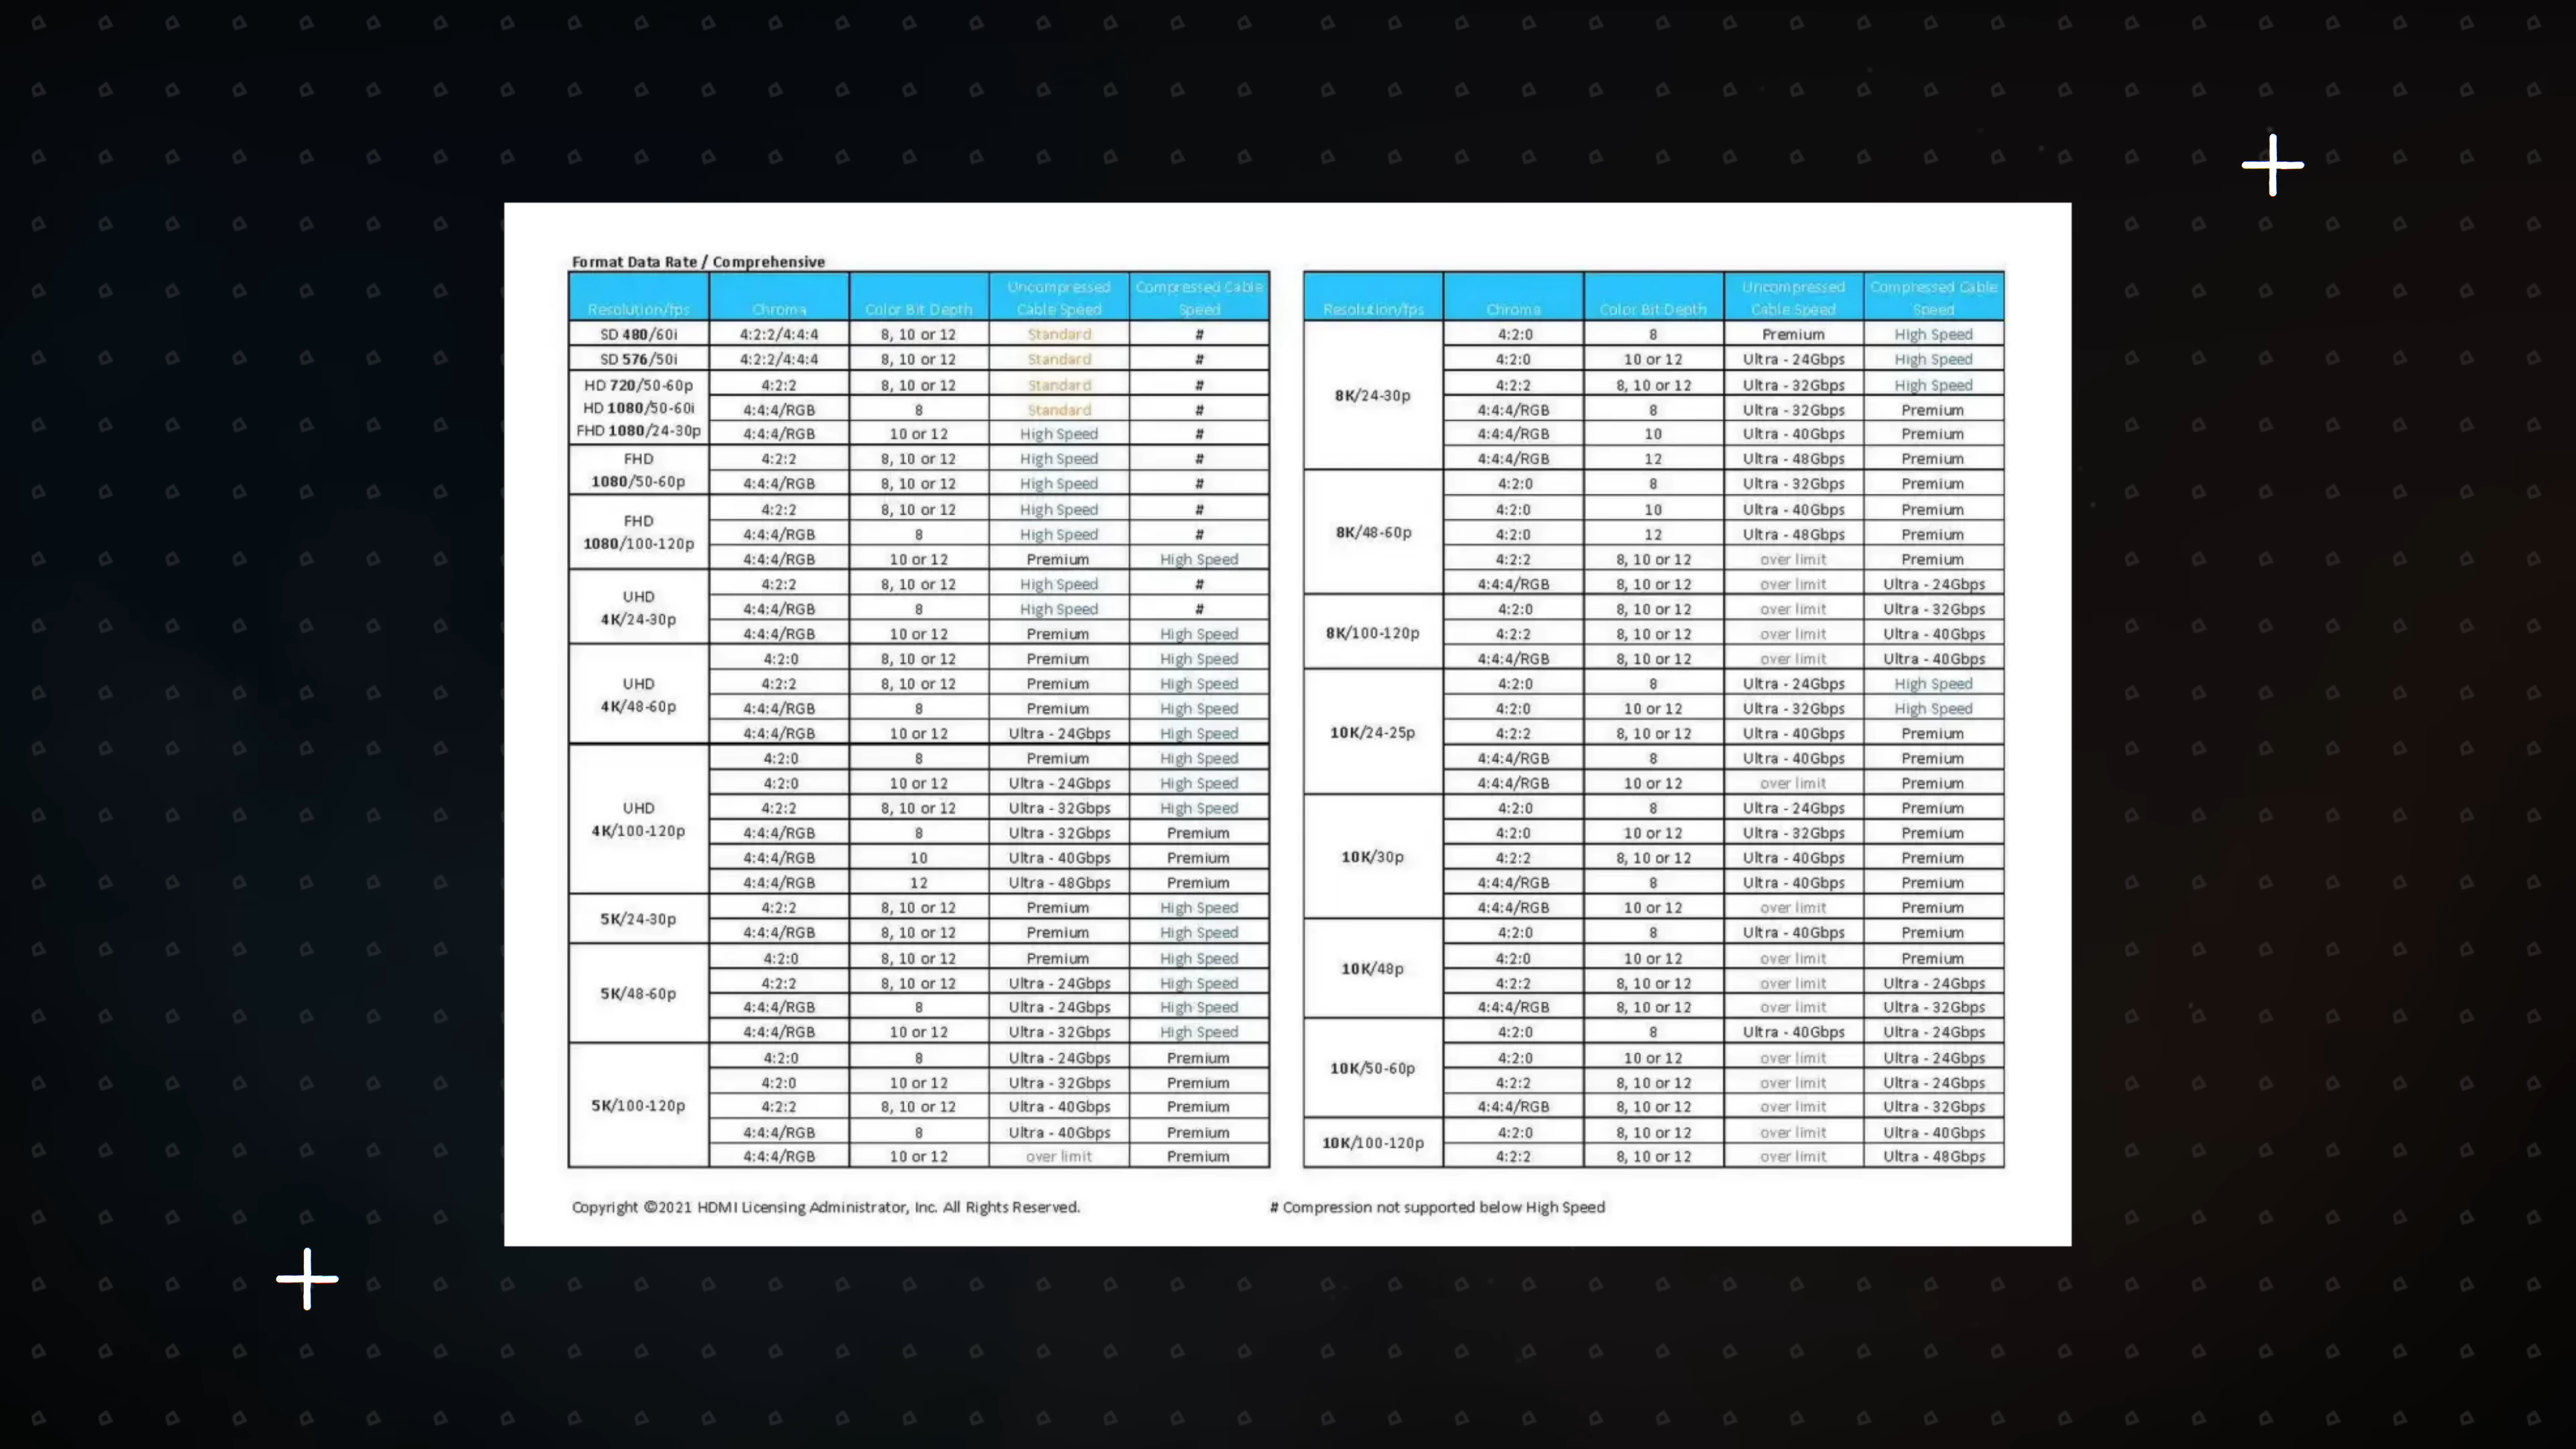 Format Data Rate / Comprehensive
Resolution/fps Chroma Color Bit Depth Uncompressed Cable Speed Compressed Cable Speed
SD 480/60i 4:2:2/4:4:4 8, 10 or 12 Standard #
SD 576/50i 4:2:2/4:4:4 8, 10 or 12 Standard #
HD 720/50-60p 4:2:2 8, 10 or 12 Standard #
HD 1080/50-60i 4:4:4/RGB 8 Standard #
FHD 1080/24-30p 4:4:4/RGB 10 or 12 High Speed #
FHD 4:2:2 8, 10 or 12 High Speed #
1080/50-60p 4:4:4/RGB 8, 10 or 12 High Speed #
FHD 1080/100-120p 4:2:2 8, 10 or 12 High Speed #
4:4:4/RGB 8 High Speed #
4:4:4/RGB 10 or 12 Premium High Speed
UHD 4K/24-30p 4:2:2 8, 10 or 12 High Speed #
4:4:4/RGB 8 High Speed #
4:4:4/RGB 10 or 12 Premium High Speed
UHD 4K/48-60p 4:2:0 8, 10 or 12 Premium High Speed
4:2:2 8, 10 or 12 Premium High Speed
4:4:4/RGB 8 Premium High Speed
4:4:4/RGB 10 or 12 Ultra - 24Gbps High Speed
UHD 4K/100-120p 4:2:0 8 Premium High Speed
4:2:0 10 or 12 Ultra - 24Gbps High Speed
4:2:2 8, 10 or 12 Ultra - 32Gbps High Speed
4:4:4/RGB 8 Ultra - 32Gbps Premium
4:4:4/RGB 10 Ultra - 40Gbps Premium
4:4:4/RGB 12 Ultra - 48Gbps Premium
5K/24-30p 4:2:2 8, 10 or 12 Premium High Speed
4:4:4/RGB 8, 10 or 12 Premium High Speed
5K/48-60p 4:2:0 8, 10 or 12 Premium High Speed
4:2:2 8, 10 or 12 Ultra - 24Gbps High Speed
4:4:4/RGB 8 Ultra - 24Gbps High Speed
4:4:4/RGB 10 or 12 Ultra - 32Gbps High Speed
5K/100-120p 4:2:0 8 Ultra - 24Gbps Premium
4:2:0 10 or 12 Ultra - 32Gbps Premium
4:2:2 8, 10 or 12 Ultra - 40Gbps Premium
4:4:4/RGB 8 Ultra - 40Gbps Premium
4:4:4/RGB 10 or 12 over limit Premium
Resolution/fps Chroma Color Bit Depth Uncompressed Cable Speed Compressed Cable Speed
8K/24-30p 4:2:0 8 Premium High Speed
4:2:0 10 or 12 Ultra - 24Gbps High Speed
4:2:2 8, 10 or 12 Ultra - 32Gbps High Speed
4:4:4/RGB 8 Ultra - 32Gbps Premium
4:4:4/RGB 10 Ultra - 40Gbps Premium
4:4:4/RGB 12 Ultra - 48Gbps Premium
8K/48-60p 4:2:0 8 Ultra - 32Gbps Premium
4:2:0 10 Ultra - 40Gbps Premium
4:2:0 12 Ultra - 48Gbps Premium
4:2:2 8, 10 or 12 over limit Premium
4:4:4/RGB 8, 10 or 12 over limit Ultra - 24Gbps
8K/100-120p 4:2:0 8, 10 or 12 over limit Ultra - 32Gbps
4:2:2 8, 10 or 12 over limit Ultra - 40Gbps
4:4:4/RGB 8, 10 or 12 over limit Ultra - 40Gbps
10K/24-25p 4:2:0 8 Ultra - 24Gbps High Speed
4:2:0 10 or 12 Ultra - 32Gbps High Speed
4:2:2 8, 10 or 12 Ultra - 40Gbps Premium
4:4:4/RGB 8 Ultra - 40Gbps Premium
4:4:4/RGB 10 or 12 over limit Premium
10K/30p 4:2:0 8 Ultra - 24Gbps Premium
4:2:0 10 or 12 Ultra - 32Gbps Premium
4:2:2 8, 10 or 12 Ultra - 40Gbps Premium
4:4:4/RGB 8 Ultra - 40Gbps Premium
4:4:4/RGB 10 or 12 over limit Premium
10K/48p 4:2:0 8 Ultra - 40Gbps Premium
4:2:0 10 or 12 over limit Premium
4:2:2 8, 10 or 12 over limit Ultra - 24Gbps
4:4:4/RGB 8, 10 or 12 over limit Ultra - 32Gbps
10K/50-60p 4:2:0 8 Ultra - 40Gbps Ultra - 24Gbps
4:2:0 10 or 12 over limit Ultra - 24Gbps
4:2:2 8, 10 or 12 over limit Ultra - 24Gbps
4:4:4/RGB 8, 10 or 12 over limit Ultra - 32Gbps
10K/100-120p 4:2:0 8, 10 or 12 over limit Ultra - 40Gbps
4:2:2 8, 10 or 12 over limit Ultra - 48Gbps
Copyright ©2021 HDMI Licensing Administrator, Inc. All Rights Reserved.
# Compression not supported below High Speed